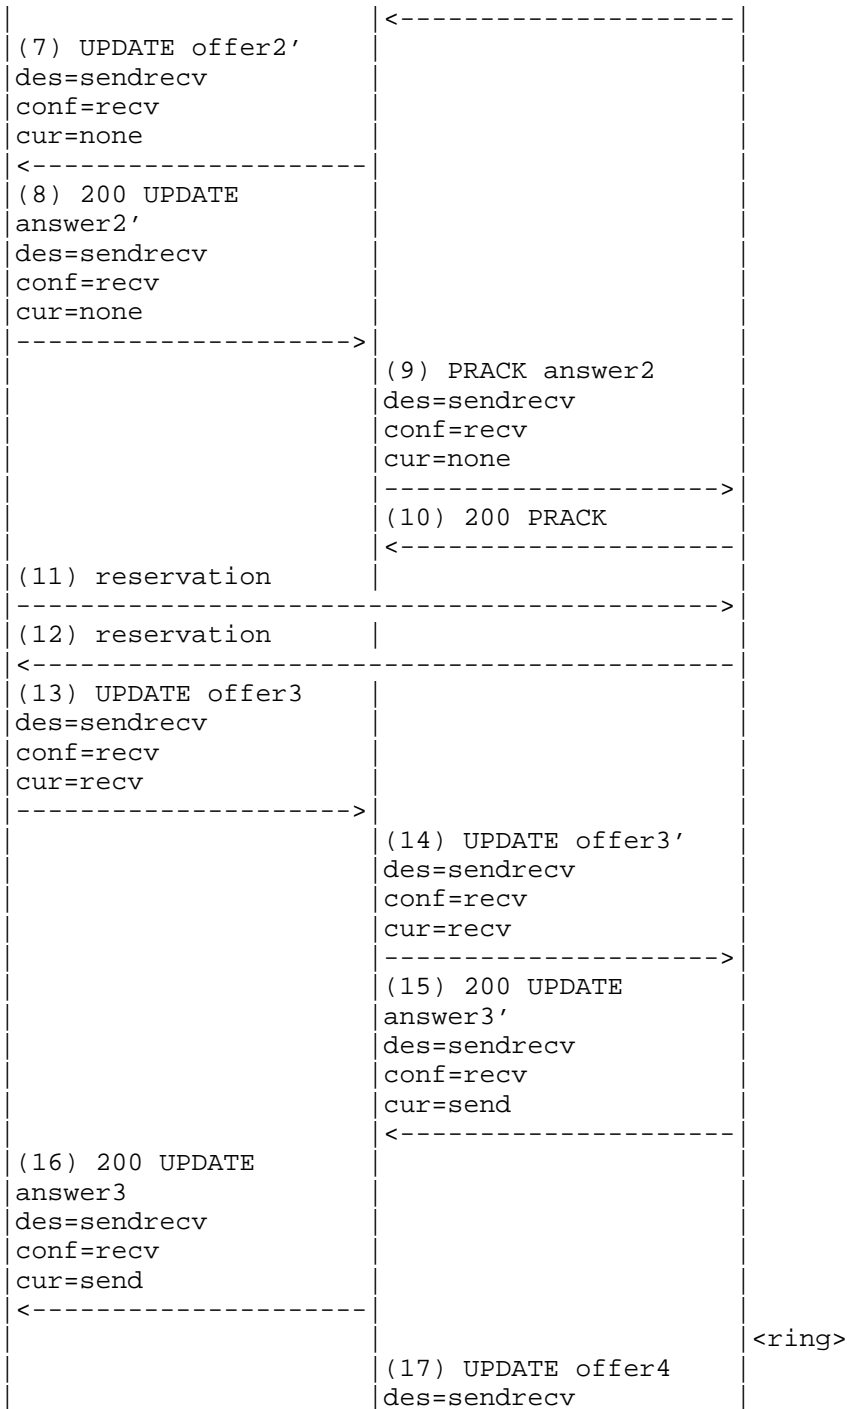 |                      |<---------------------|
|(7) UPDATE offer2'    |                      |
|des=sendrecv          |                      |
|conf=recv             |                      |
|cur=none              |                      |
|<---------------------|                      |
|(8) 200 UPDATE        |                      |
|answer2'              |                      |
|des=sendrecv          |                      |
|conf=recv             |                      |
|cur=none              |                      |
|--------------------->|                      |
|                      |(9) PRACK answer2     |
|                      |des=sendrecv          |
|                      |conf=recv             |
|                      |cur=none              |
|                      |--------------------->|
|                      |(10) 200 PRACK        |
|                      |<---------------------|
|(11) reservation      |                      |
|-------------------------------------------->|
|(12) reservation      |                      |
|<--------------------------------------------|
|(13) UPDATE offer3    |                      |
|des=sendrecv          |                      |
|conf=recv             |                      |
|cur=recv              |                      |
|--------------------->|                      |
|                      |(14) UPDATE offer3'   |
|                      |des=sendrecv          |
|                      |conf=recv             |
|                      |cur=recv              |
|                      |--------------------->|
|                      |(15) 200 UPDATE       |
|                      |answer3'              |
|                      |des=sendrecv          |
|                      |conf=recv             |
|                      |cur=send              |
|                      |<---------------------|
|(16) 200 UPDATE       |                      |
|answer3               |                      |
|des=sendrecv          |                      |
|conf=recv             |                      |
|cur=send              |                      |
|<---------------------|                      |
|                      |                      |<ring>
|                      |(17) UPDATE offer4    |
|                      |des=sendrecv          |